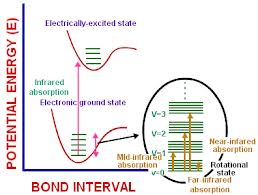 POTENTIAL ENERGY (E)
Electrically-excited state
Infrared
absorption
Electronic ground state
V=3
V=2
V=1
v=0
Near-infared
absorption
Mid-infrared
absorption
Rotational
state
Far-infrared
absorption
BOND INTERVAL